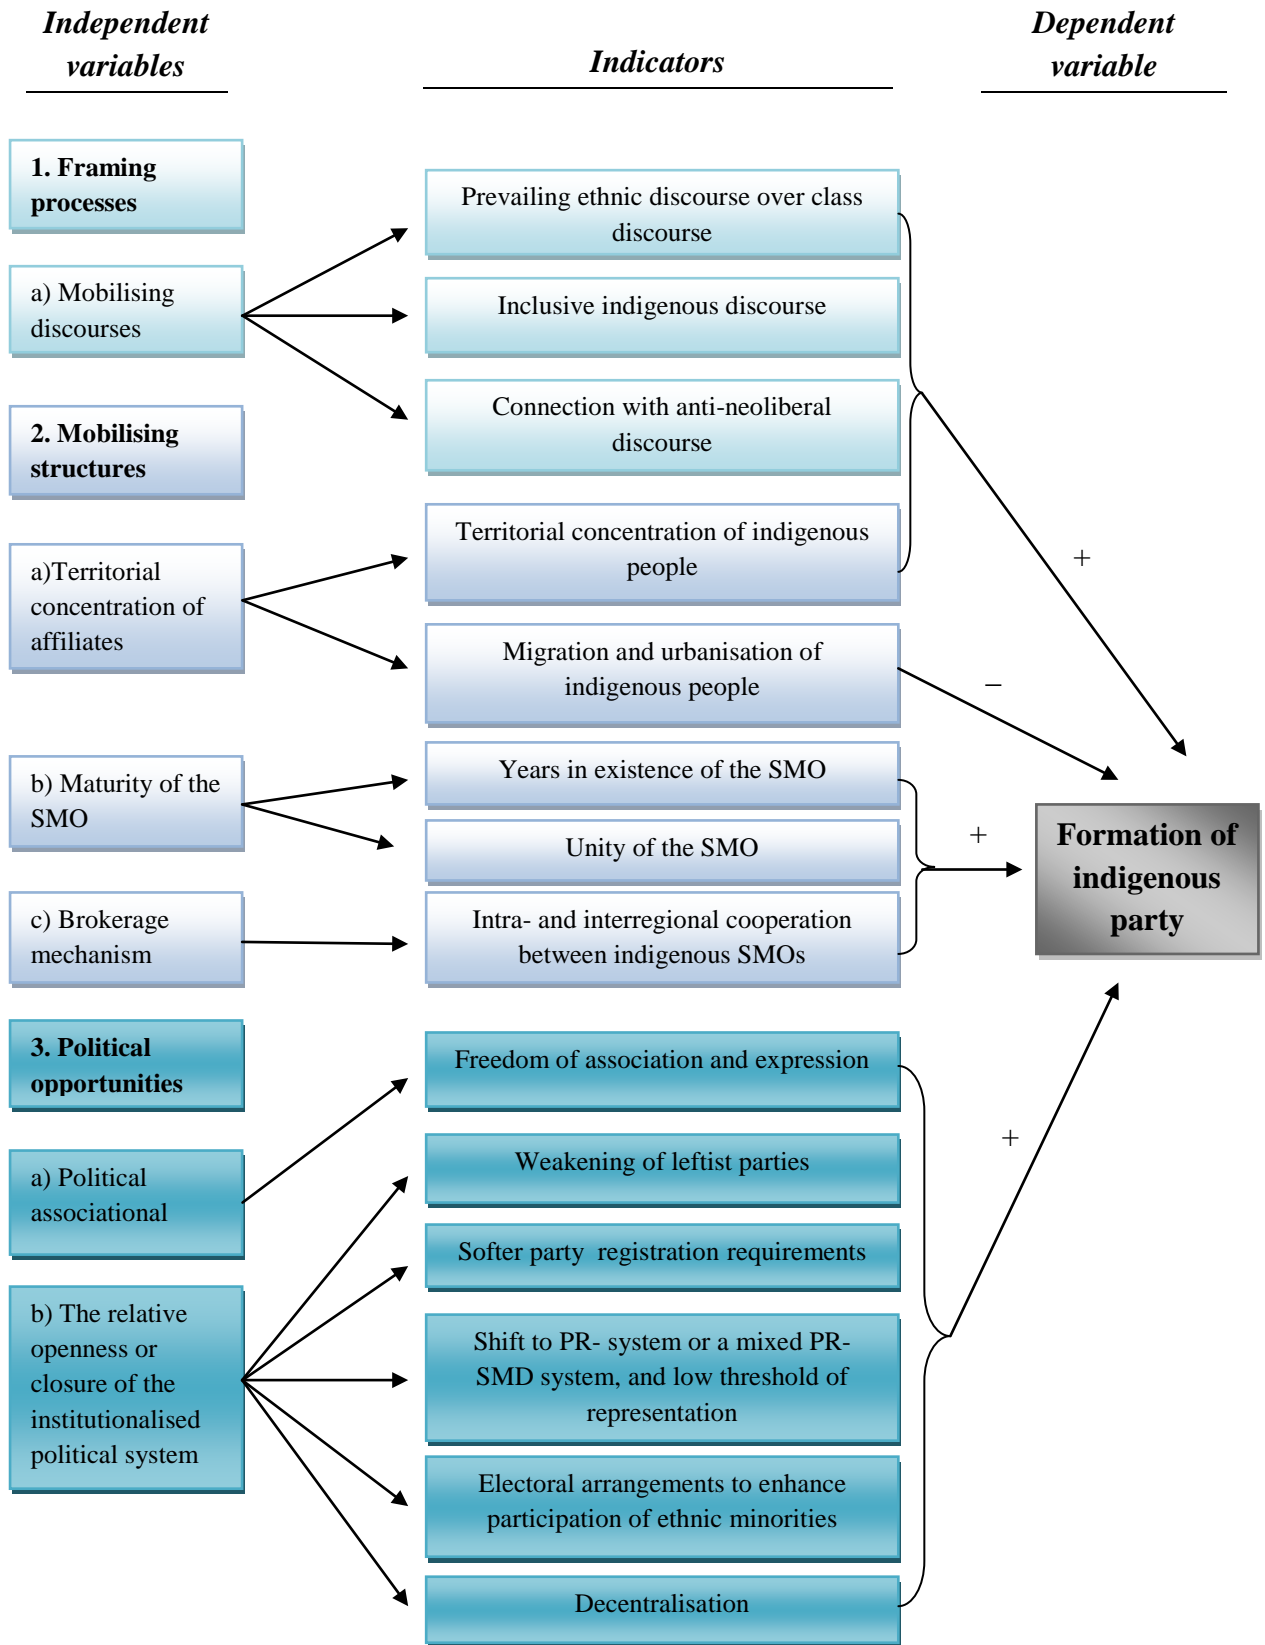 Independent
variables
Indicators
Dependent
variable
1. Framing
processes
a) Mobilising
discourses
2. Mobilising
structures
a)Territorial
concentration of
affiliates
b) Maturity of the
SMO
c) Brokerage
mechanism
3. Political
opportunities
a) Political
associational
b) The relative
openness or
closure of the
institutionalised
political system
Prevailing ethnic discourse over class
discourse
Inclusive indigenous discourse
Connection with anti-neoliberal
discourse
Territorial concentration of indigenous
people
Migration and urbanisation of
indigenous people
Years in existence of the SMO
Unity of the SMO
Intra- and interregional cooperation
between indigenous SMOs
Freedom of association and expression
Weakening of leftist parties
Softer party  registration requirements
Shift to PR- system or a mixed PR-
SMD system, and low threshold of
representation
Electoral arrangements to enhance
participation of ethnic minorities
Decentralisation
+
–
+
+
Formation of
indigenous
party